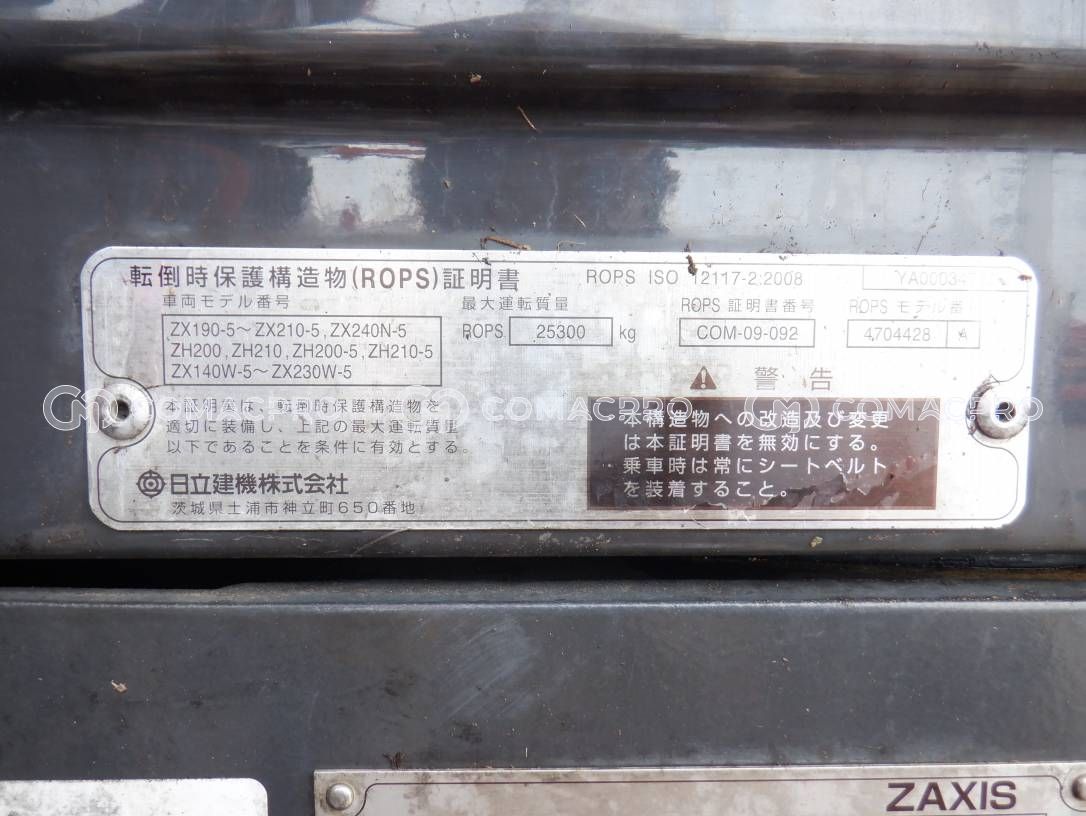 転倒時保護構造物(ROPS)証明書 ROPS ISO 12117-2:2008 YA00034
車両モデル番号 最大運転質量 ROPS 証明書番号 ROPS モデル番
ZX190-5～ZX210-5, ZX240N-5 ROPS 25300 kg COM-09-092 4704428 A
ZH200, ZH210, ZH200-5, ZH210-5
ZX140W-5～ZX230W-5
警告
本証明書は、転倒時保護構造物を
適切に装備し、上記の最大運転質量
以下であることを条件に有効とする。
本構造物への改造及び変更
は本証明書を無効にする。
乗車時は常にシートベルト
を装着すること。
日立建機株式会社
茨城県土浦市神立町650番地
COMACPRO COMACPRO COMACPRO
ZAXIS